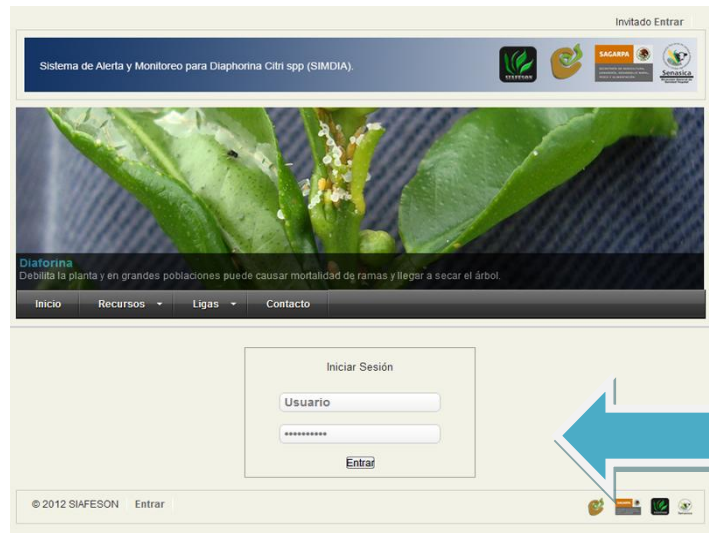 Invitado Entrar
Sistema de Alerta y Monitoreo para Diaphorina Citri spp (SIMDIA).
SIAFESON
SAGARPA
Senasica
Diaforina
Debilita la planta y en grandes poblaciones puede causar mortalidad de ramas y llegar a secar el árbol.
Inicio Recursos Ligas Contacto
Iniciar Sesión
Usuario
••••••••••
Entrar
© 2012 SIAFESON Entrar